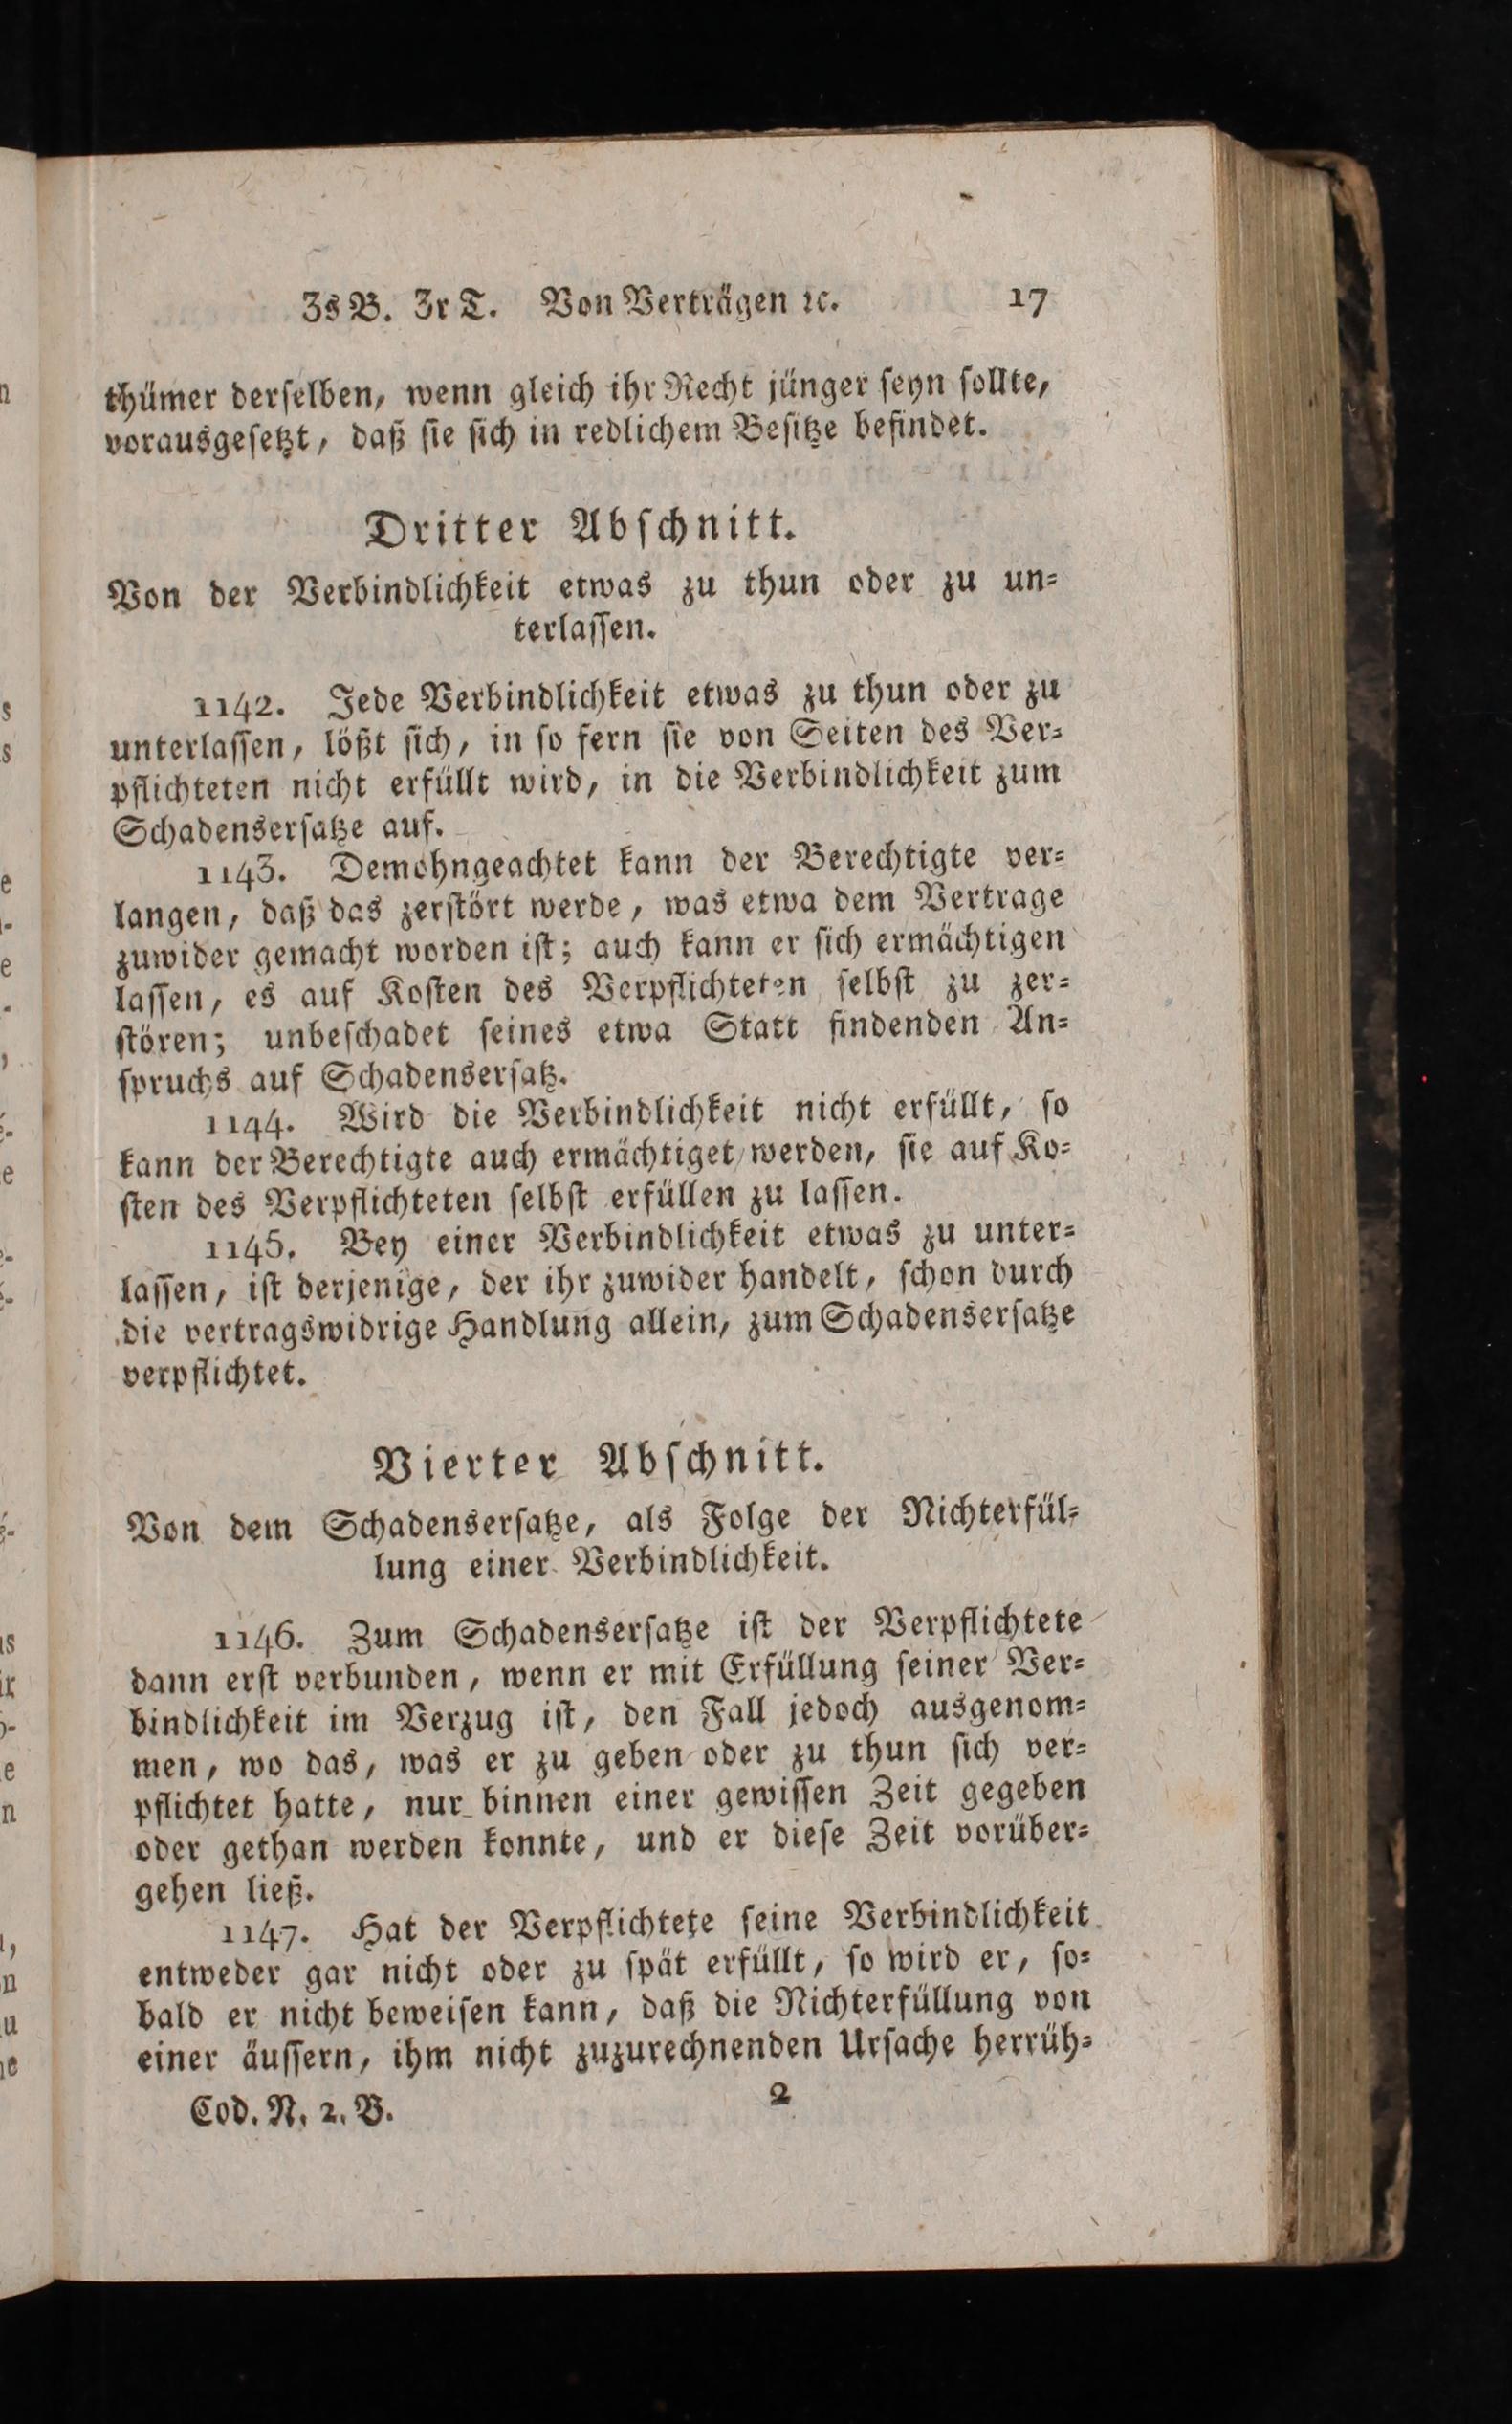 3s B. 3r T. Von Verträgen ꝛc. 17
thümer derſelben, wenn gleich ihr Recht jünger ſeyn ſollte,
vorausgeſetzt, daß ſie ſich in redlichem Beſitze befindet.
Dritter Abſchnitt.
Von der Verbindlichkeit etwas zu thun oder zu un=
terlaſſen.
1142. Jede Verbindlichkeit etwas zu thun oder zu
unterlaſſen, lößt ſich, in ſo fern ſie von Seiten des Ver=
pflichteten nicht erfüllt wird, in die Verbindlichkeit zum
Schadenserſatze auf.
1143. Demohngeachtet kann der Berechtigte ver=
langen, daß das zerſtört werde, was etwa dem Vertrage
zuwider gemacht worden iſt; auch kann er ſich ermächtigen
laſſen, es auf Koſten des Verpflichteten ſelbſt zu zer=
ſtören; unbeſchadet ſeines etwa Statt findenden An=
ſpruchs auf Schadenserſatz.
1144. Wird die Verbindlichkeit nicht erfüllt, ſo
kann der Berechtigte auch ermächtiget werden, ſie auf Ko=
ſten des Verpflichteten ſelbſt erfüllen zu laſſen.
1145. Bey einer Verbindlichkeit etwas zu unter=
laſſen, iſt derjenige, der ihr zuwider handelt, ſchon durch
die vertragswidrige Handlung allein, zum Schadenserſatze
verpflichtet.
Vierter Abſchnitt.
Von dem Schadenserſatze, als Folge der Nichterfül=
lung einer Verbindlichkeit.
1146. Zum Schadenserſatze iſt der Verpflichtete
dann erſt verbunden, wenn er mit Erfüllung ſeiner Ver=
bindlichkeit im Verzug iſt, den Fall jedoch ausgenom=
men, wo das, was er zu geben oder zu thun ſich ver=
pflichtet hatte, nur binnen einer gewiſſen Zeit gegeben
oder gethan werden konnte, und er dieſe Zeit vorüber=
gehen ließ.
1147. Hat der Verpflichtete ſeine Verbindlichkeit
entweder gar nicht oder zu ſpät erfüllt, ſo wird er, ſo=
bald er nicht beweiſen kann, daß die Nichterfüllung von
einer äuſſern, ihm nicht zuzurechnenden Urſache herrüh=
Cod. N. 2. B. 2